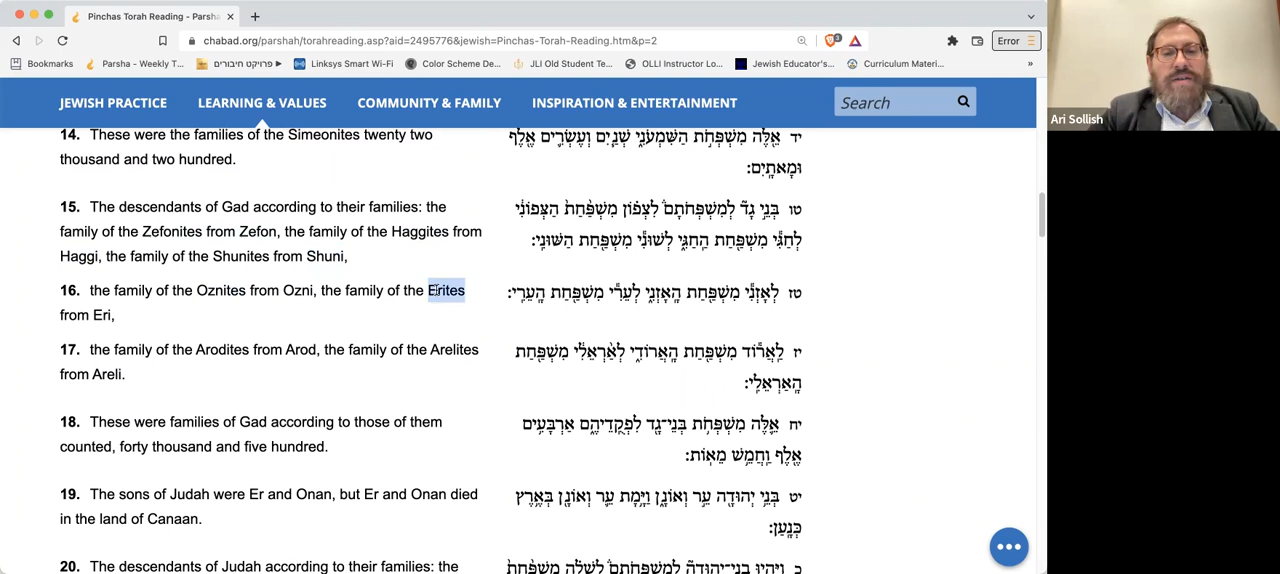 Pinchas Torah Reading - Parsha
chabad.org/parshah/torahreading.asp?aid=2495776&jewish=Pinchas-Torah-Reading.htm&p=2
3
Error
Bookmarks
Parsha - Weekly T...
פרויקט חיבורים
Linksys Smart Wi-Fi
Color Scheme De...
JLI Old Student Te...
OLLI Instructor Lo...
Jewish Educator's...
Curriculum Materi...
JEWISH PRACTICE
LEARNING & VALUES
COMMUNITY & FAMILY
INSPIRATION & ENTERTAINMENT
Search
Ari Sollish
14. These were the families of the Simeonites twenty two
thousand and two hundred.
יד אֵ֖לֶּה מִשְׁפְּחֹ֣ת הַשִּׁמְעֹנִ֑י שְׁנַ֧יִם וְעֶשְׂרִ֛ים אֶ֖לֶף
וּמָאתָֽיִם:
15. The descendants of Gad according to their families: the
family of the Zefonites from Zefon, the family of the Haggites from
Haggi, the family of the Shunites from Shuni,
טו בְּנֵ֣י גָד֘ לְמִשְׁפְּחֹתָם֒ לִצְפ֗וֹן מִשְׁפַּ֨חַת֙ הַצְּפוֹנִ֔י
לְחַגִּ֕י מִשְׁפַּ֖חַת הַֽחַגִּ֑י לְשׁוּנִ֕י מִשְׁפַּ֖חַת הַשּׁוּנִֽי:
16. the family of the Oznites from Ozni, the family of the Erites
from Eri,
טז לְאָזְנִ֕י מִשְׁפַּ֖חַת הָֽאָזְנִ֑י לְעֵרִ֕י מִשְׁפַּ֖חַת הָֽעֵרִֽי:
17. the family of the Arodites from Arod, the family of the Arelites
from Areli.
יז לַֽאֲר֕וֹד מִשְׁפַּ֖חַת הָֽאֲרוֹדִ֑י לְאַ֨רְאֵלִ֔י מִשְׁפַּ֖חַת
הָֽאַרְאֵלִֽי:
18. These were families of Gad according to those of them
counted, forty thousand and five hundred.
יח אֵ֛לֶּה מִשְׁפְּחֹ֥ת בְּנֵי־גָ֖ד לִפְקֻֽדֵיהֶ֑ם אַרְבָּעִ֥ים
אֶ֖לֶף וַֽחֲמֵ֥שׁ מֵאֽוֹת:
19. The sons of Judah were Er and Onan, but Er and Onan died
in the land of Canaan.
יט בְּנֵ֥י יְהוּדָ֖ה עֵ֣ר וְאוֹנָ֑ן וַיָּ֥מָת עֵ֛ר וְאוֹנָ֖ן בְּאֶ֥רֶץ
כְּנָֽעַן:
20. The descendants of Judah according to their families: the
כ וַיִּֽהְי֣וּ בְנֵֽי־יְהוּדָה֘ לְמִשְׁפְּחֹתָם֒ לְשֵׁלָ֗ה מִשְׁפַּ֨חַת֙